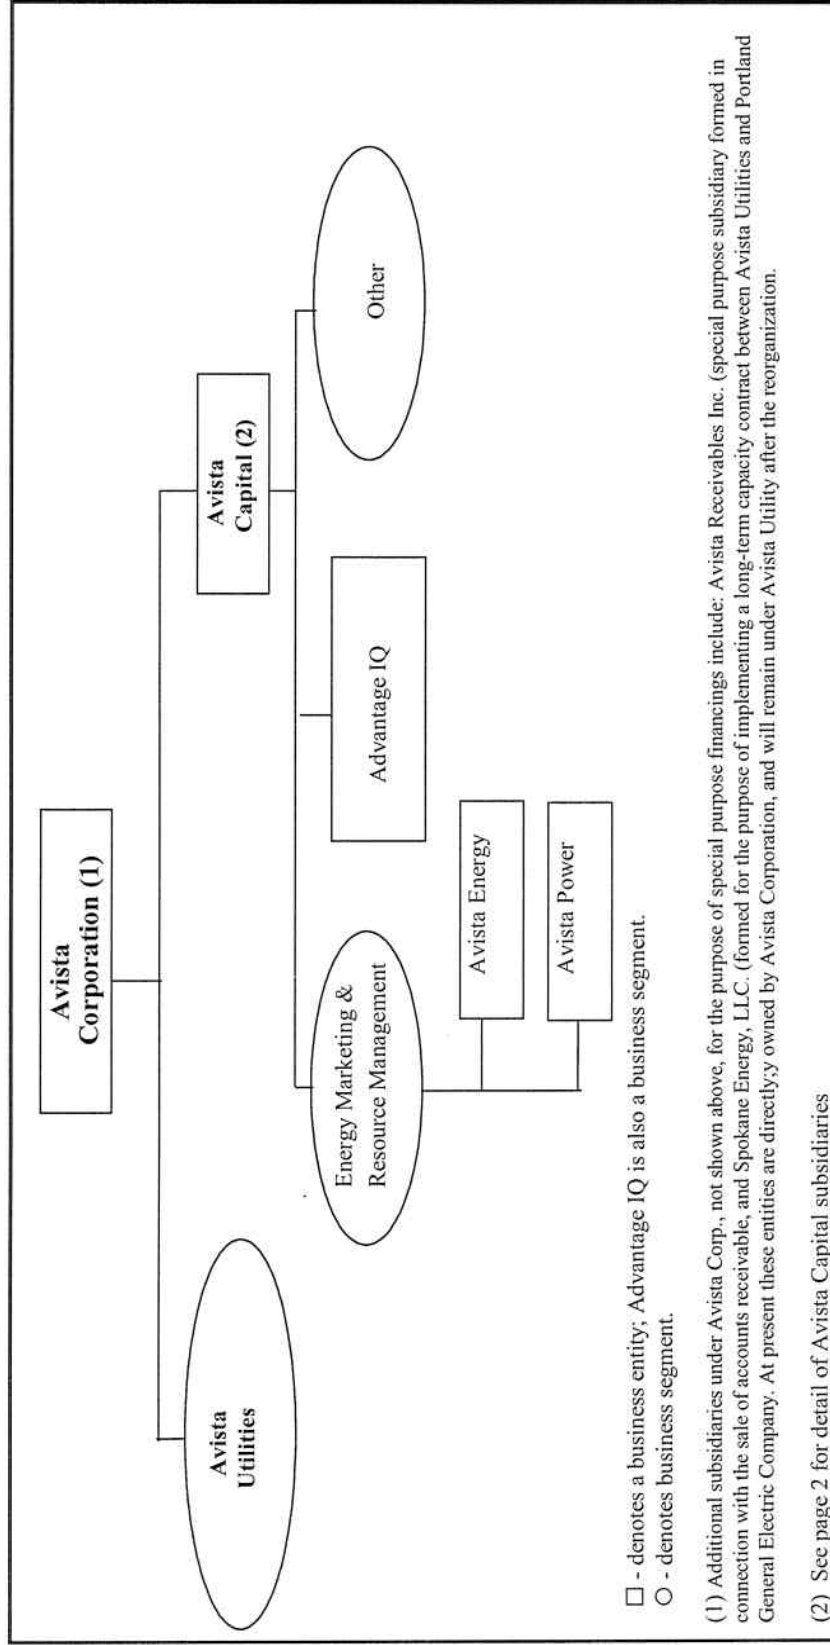 Avista
Corporation (1)
Avista
Utilities
Avista
Capital (2)
Energy Marketing &
Resource Management
Advantage IQ
Other
Avista Energy
Avista Power
□ - denotes a business entity; Advantage IQ is also a business segment.
○ - denotes business segment.
(1) Additional subsidiaries under Avista Corp., not shown above, for the purpose of special purpose financings include: Avista Receivables Inc. (special purpose subsidiary formed in
connection with the sale of accounts receivable, and Spokane Energy, LLC. (formed for the purpose of implementing a long-term capacity contract between Avista Utilities and Portland
General Electric Company. At present these entities are directly;y owned by Avista Corporation, and will remain under Avista Utility after the reorganization.
(2) See page 2 for detail of Avista Capital subsidiaries